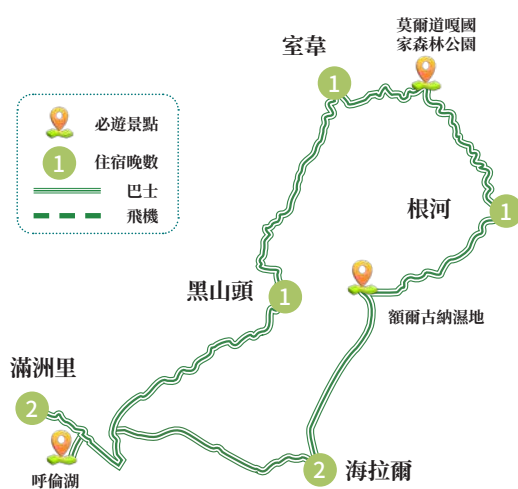 莫爾道嘎國
家森林公園
室韋
1
必遊景點
1
住宿晚數
巴士
飛機
根河
1
黑山頭
1
額爾古納濕地
滿洲里
2
呼倫湖
2
海拉爾